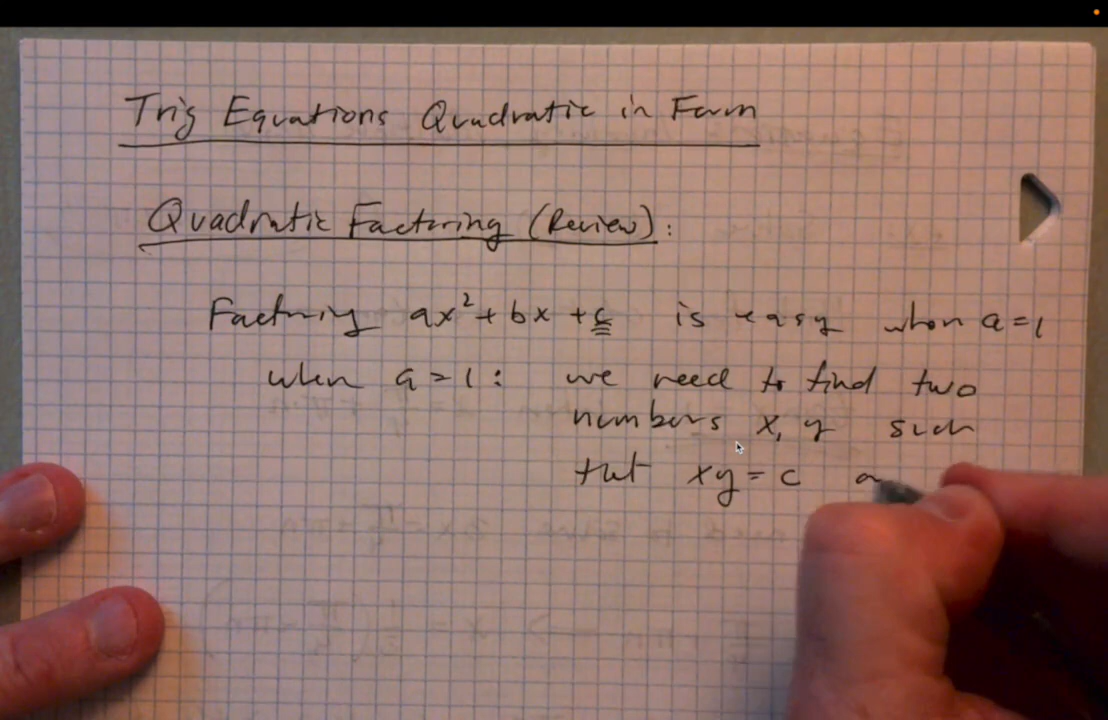 Trig Equations Quadratic in Form
Quadratic Factoring (Review):
Factoring ax² + bx + c is easy when a=1
when a=1: we need to find two
numbers x, y such
that xy = c a